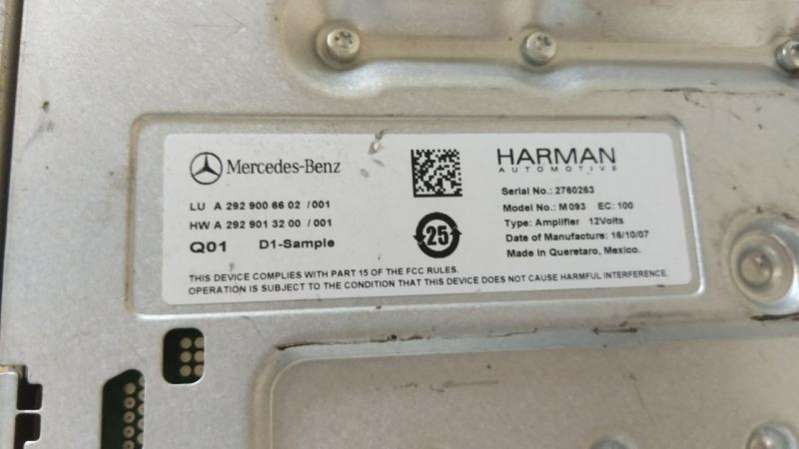 Mercedes-Benz
LU A 292 900 66 02 /001
HW A 292 901 32 00 /001
Q01 D1-Sample
25
HARMAN
AUTOMOTIVE
Serial No.: 2760263
Model No.: M093 EC: 100
Type: Amplifier 12Volts
Date of Manufacture: 16/10/07
Made in Queretaro, Mexico.
THIS DEVICE COMPLIES WITH PART 15 OF THE FCC RULES.
OPERATION IS SUBJECT TO THE CONDITION THAT THIS DEVICE DOES NOT CAUSE HARMFUL INTERFERENCE.